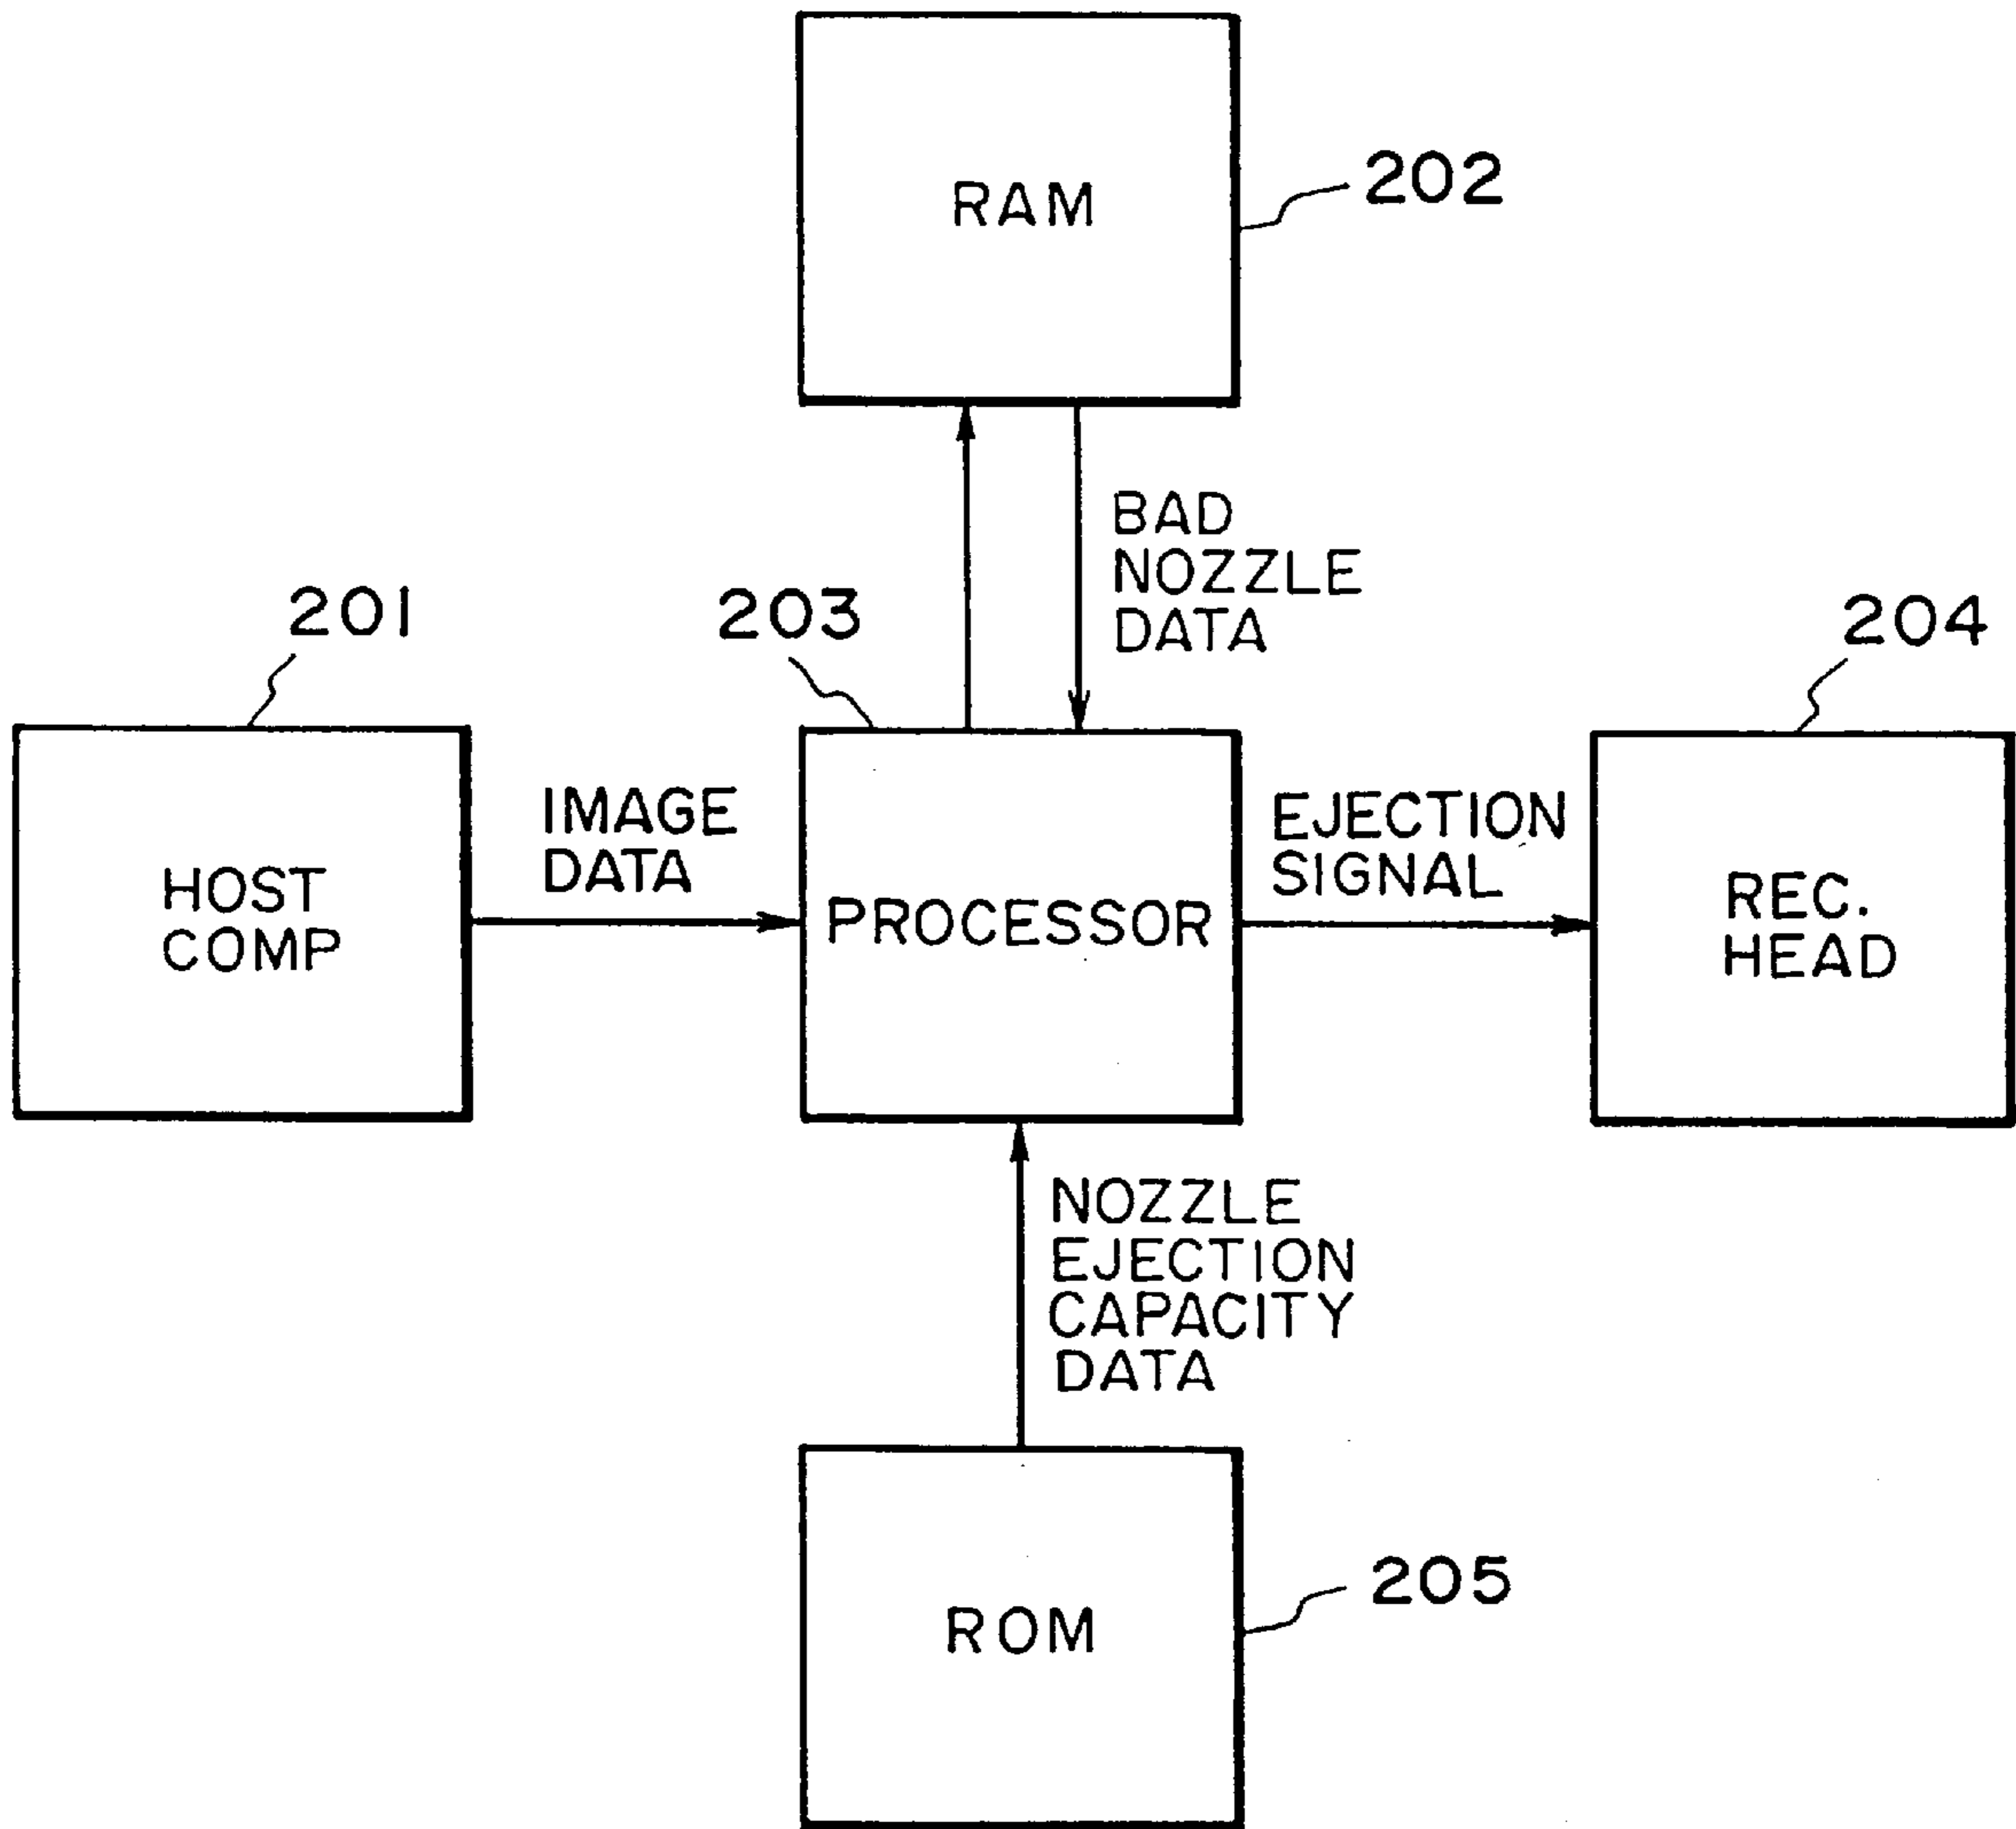 RAM
202
BAD
NOZZLE
DATA
201
203
204
IMAGE
DATA
EJECTION
SIGNAL
HOST
COMP
PROCESSOR
REC.
HEAD
NOZZLE
EJECTION
CAPACITY
DATA
ROM
205